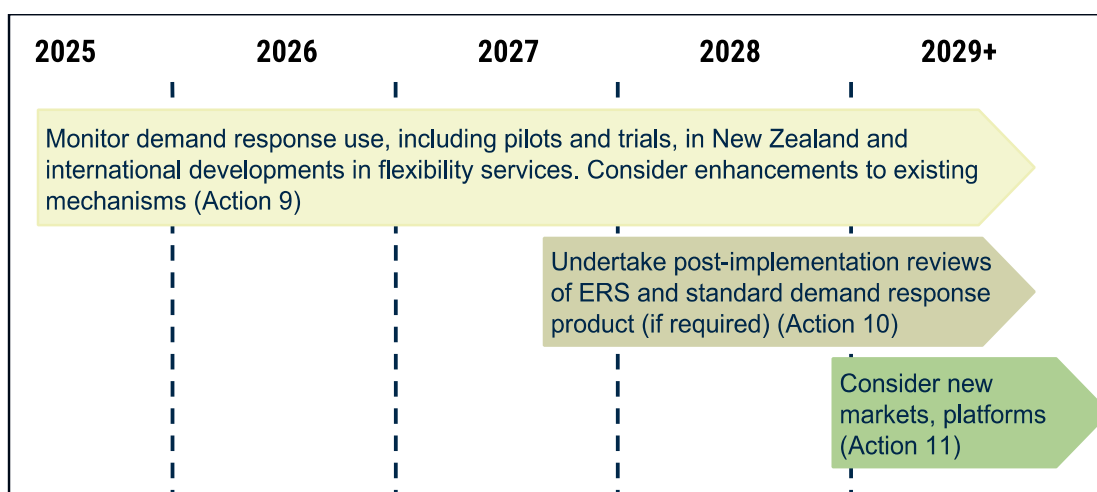 2025 2026 2027 2028 2029+
Monitor demand response use, including pilots and trials, in New Zealand and
international developments in flexibility services. Consider enhancements to existing
mechanisms (Action 9)
Undertake post-implementation reviews
of ERS and standard demand response
product (if required) (Action 10)
Consider new
markets, platforms
(Action 11)